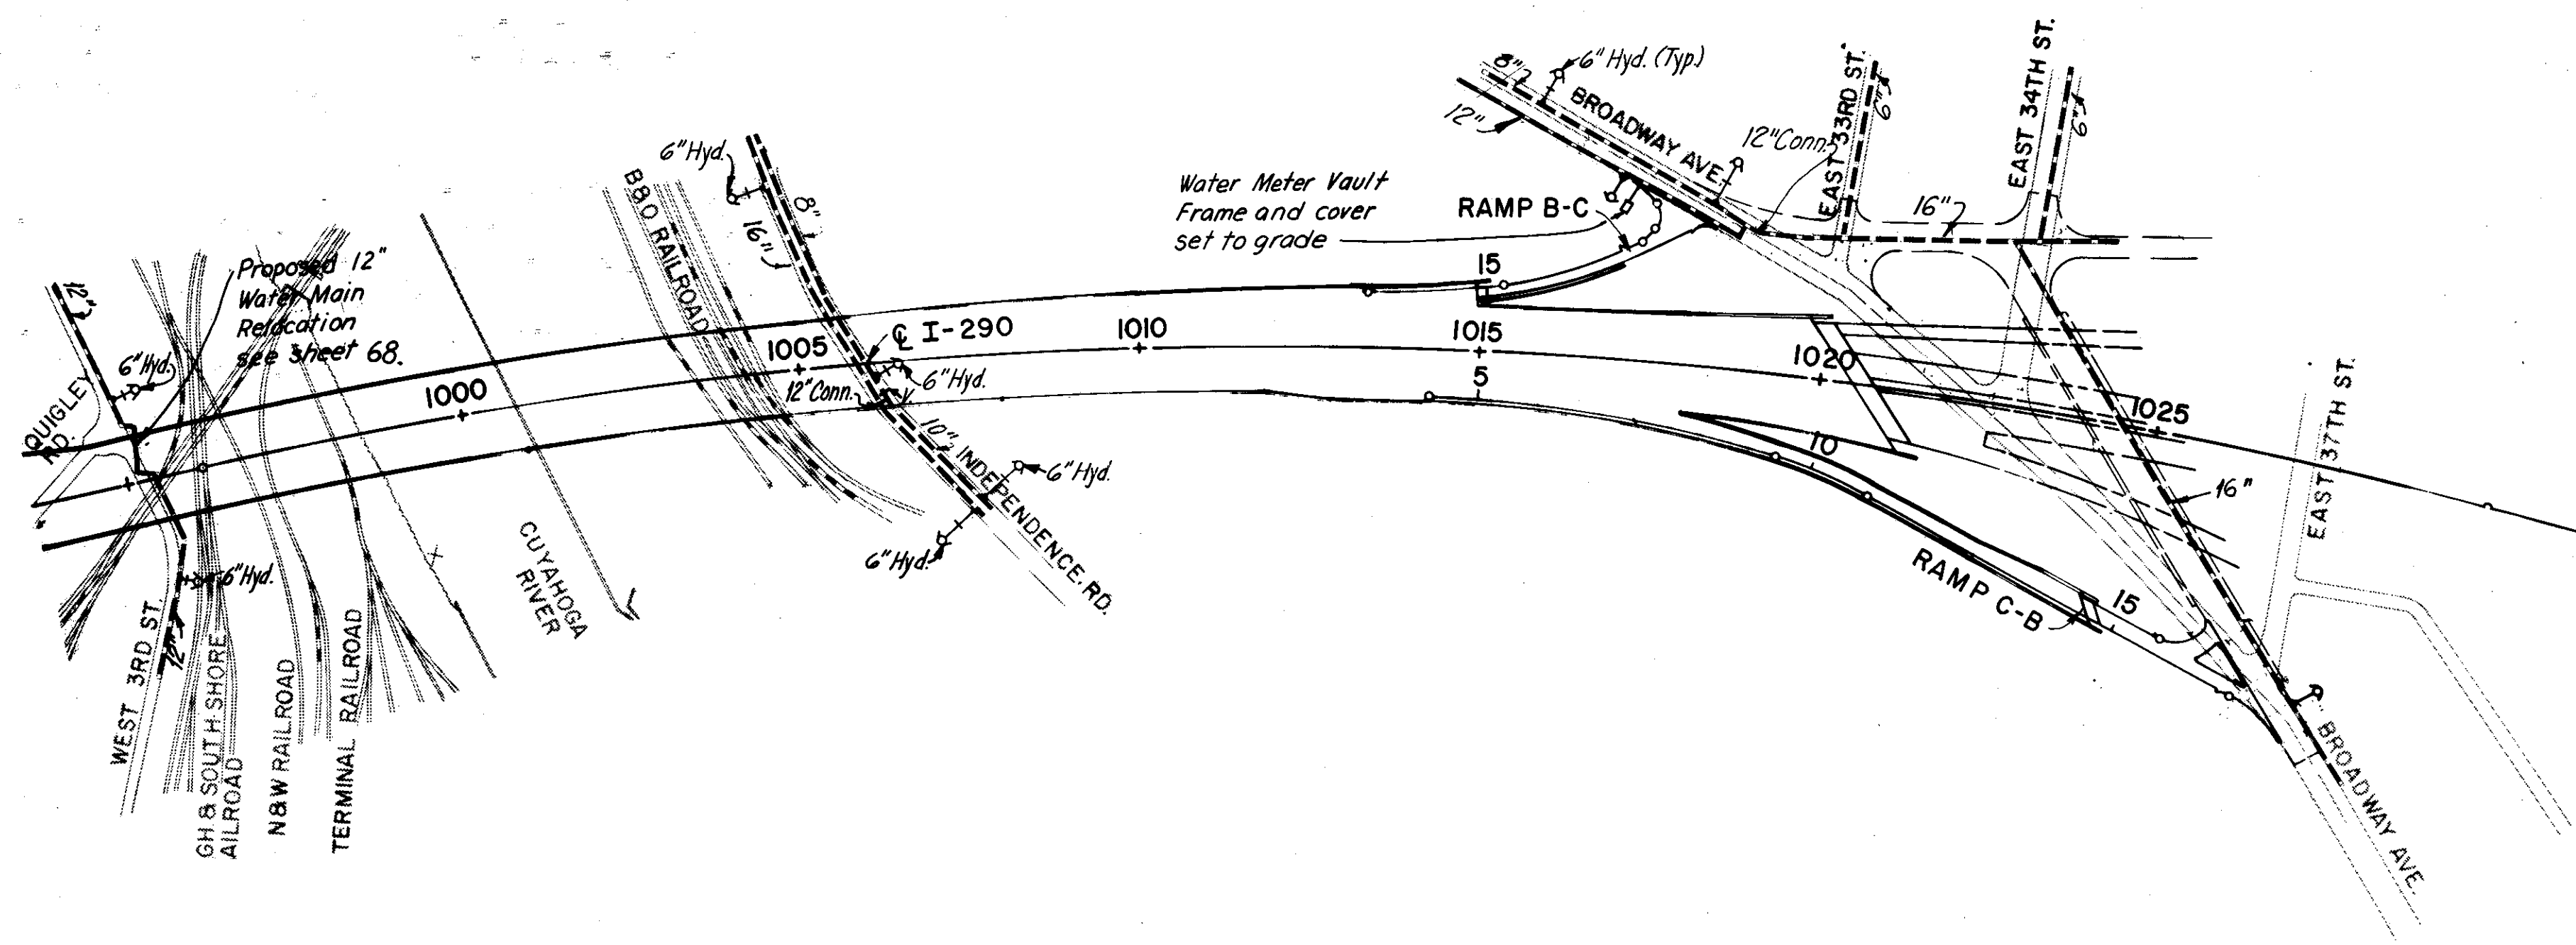 12"
Proposed 12"
Water Main
Relocation
see sheet 68.
6" Hyd.
QUIGLEY
RD.
1000
6" Hyd.
12"
WEST 3RD ST.
GH. & SOUTH SHORE
AILROAD
N&W RAILROAD
TERMINAL RAILROAD
CUYAHOGA
RIVER
B&O RAILROAD
6" Hyd.
8"
16"
1005
℄ I-290
12" Conn.
6" Hyd.
10"
INDEPENDENCE RD.
6" Hyd.
6" Hyd.
1010
Water Meter Vault
Frame and cover
set to grade
RAMP B-C
15
1015
5
8"
6" Hyd. (Typ.)
12"
BROADWAY AVE.
12" Conn.
EAST 33RD ST.
6"
EAST 34TH ST.
6"
16"
1020
10
1025
16"
EAST 37TH ST.
RAMP C-B
15
BROADWAY AVE.